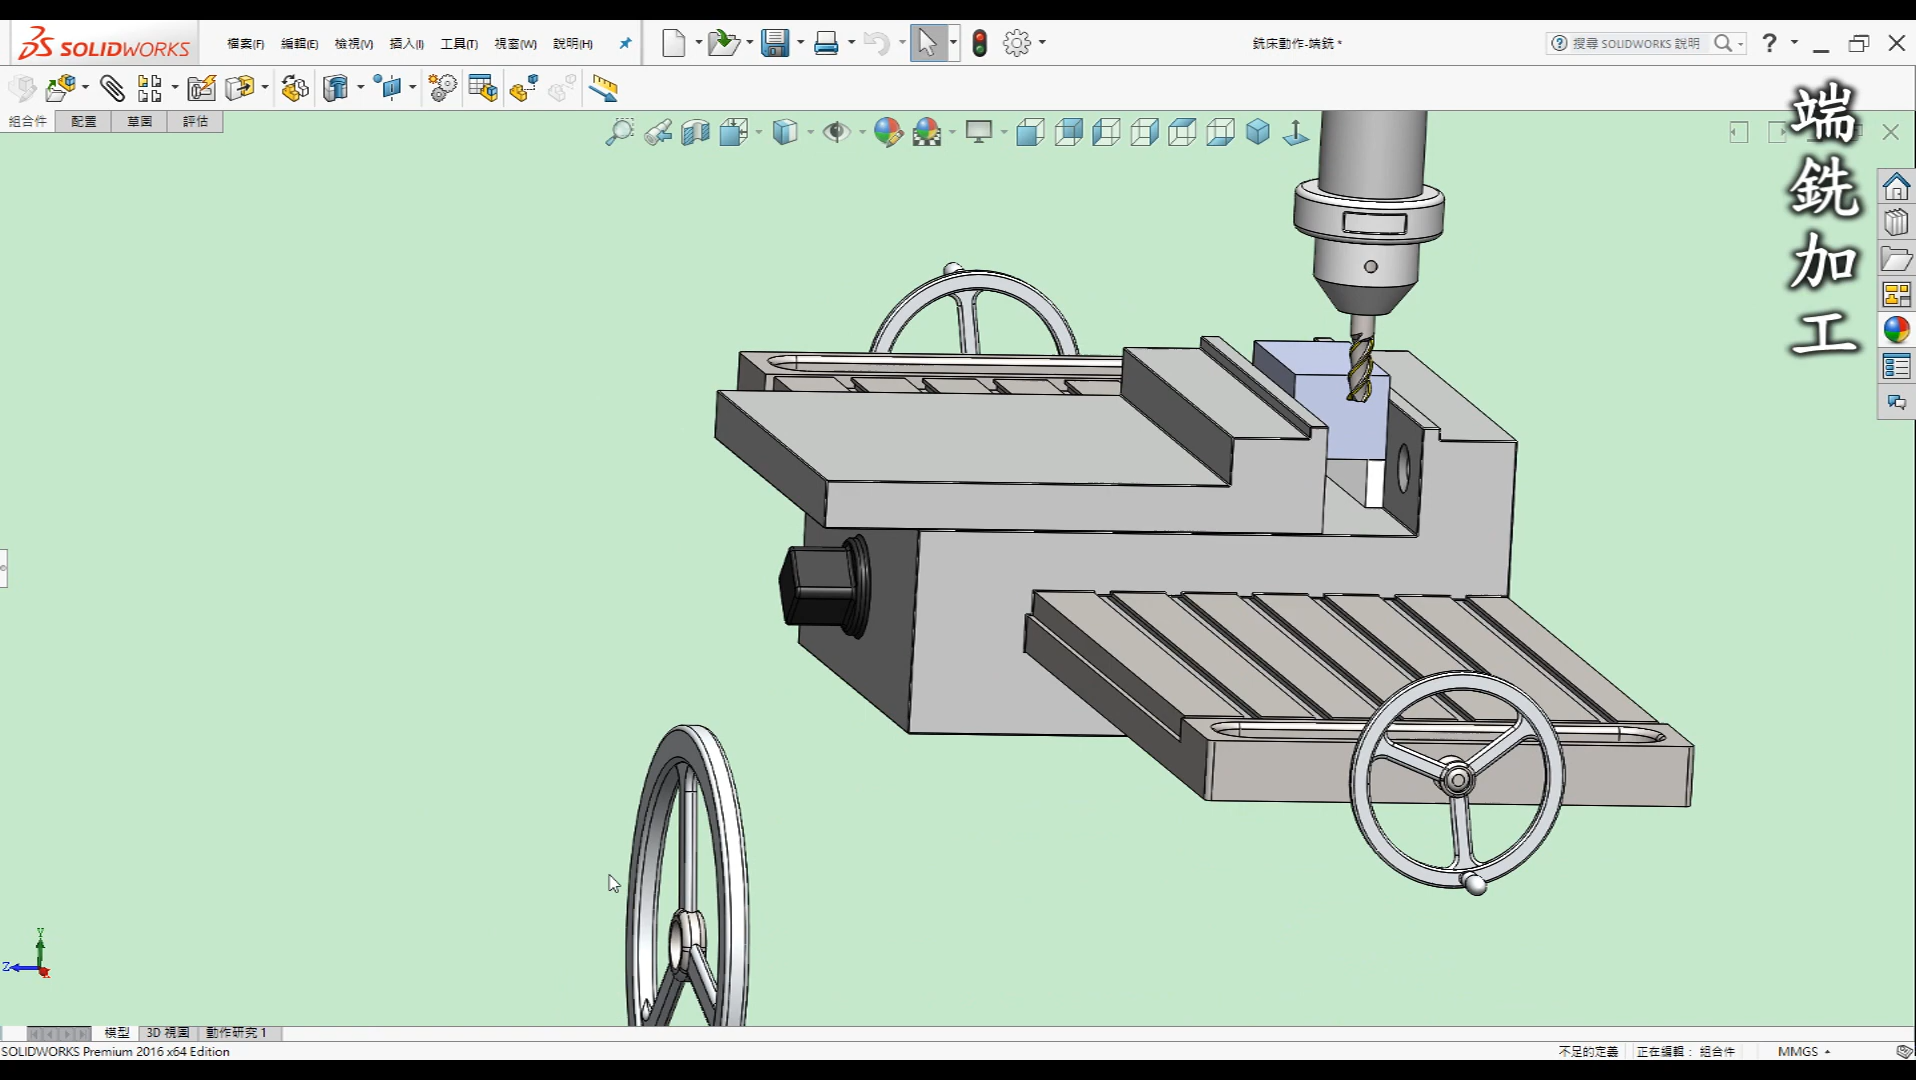 SOLIDWORKS
檔案(F) 編輯(E) 檢視(V) 插入(I) 工具(T) 視窗(W) 說明(H)
銑床動作-端銑 *
搜尋 SOLIDWORKS 說明
組合件 配置 草圖 評估
端銑加工
Y
Z
模型 3D 視圖 動作研究 1
SOLIDWORKS Premium 2016 x64 Edition
不足的定義 正在編輯： 組合件 MMGS